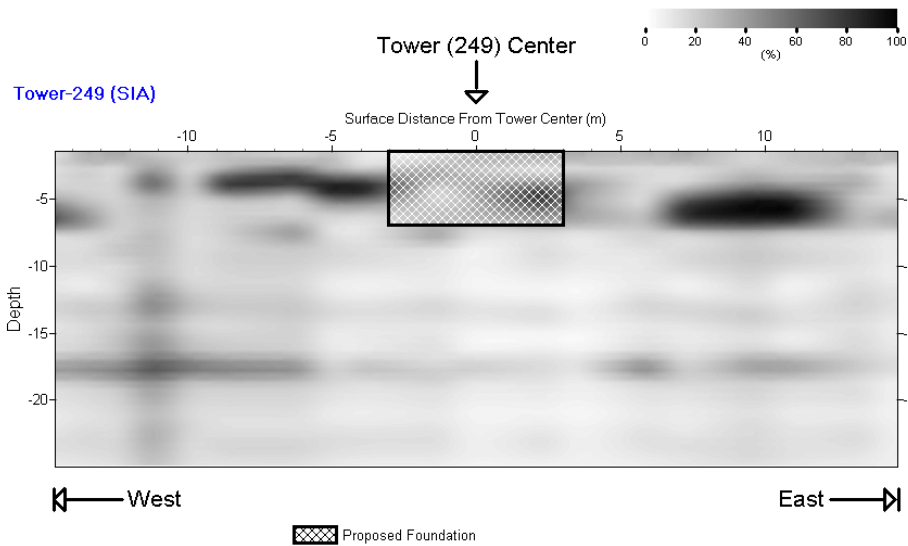 0 20 40 60 80 100
(%)
Tower (249) Center
Tower-249 (SIA)
Surface Distance From Tower Center (m)
-10 -5 0 5 10
-5
-10
-15
-20
Depth
West
East
Proposed Foundation